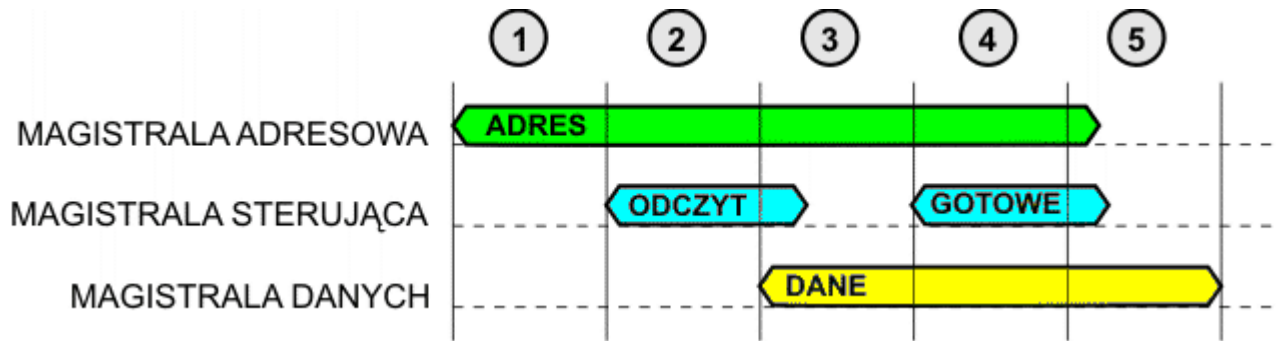 1 2 3 4 5
MAGISTRALA ADRESOWA ADRES
MAGISTRALA STERUJĄCA ODCZYT GOTOWE
MAGISTRALA DANYCH DANE